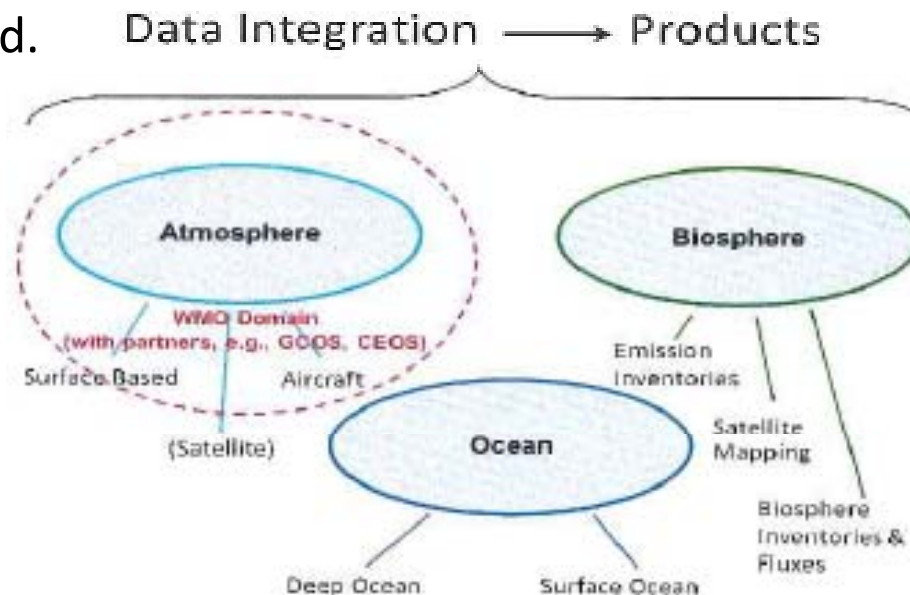 d.
Data Integration → Products
Atmosphere
Biosphere
WMO Domain
(with partners, e.g., GCOS, CEOS)
Surface Based
Aircraft
(Satellite)
Emission
Inventories
Ocean
Satellite
Mapping
Biosphere
Inventories &
Fluxes
Deep Ocean
Surface Ocean